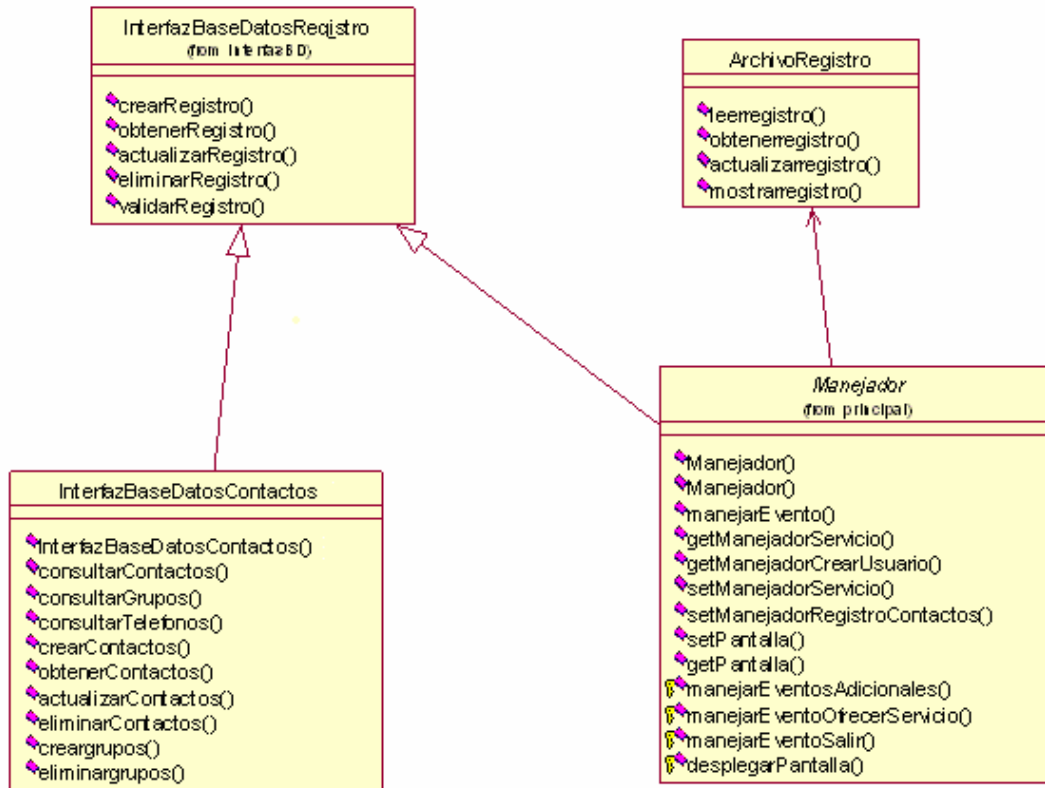 InterfazBaseDatosRegistro
(from InterfazBD)
crearRegistro()
obtenerRegistro()
actualizarRegistro()
eliminarRegistro()
validarRegistro()
ArchivoRegistro
leerregistro()
obtenerregistro()
actualizarregistro()
mostrarregistro()
InterfazBaseDatosContactos
InterfazBaseDatosContactos()
consultarContactos()
consultarGrupos()
consultarTelefonos()
crearContactos()
obtenerContactos()
actualizarContactos()
eliminarContactos()
creargrupos()
eliminargrupos()
Manejador
(from principal)
Manejador()
Manejador()
manejarEvento()
getManejadorServicio()
getManejadorCrearUsuario()
setManejadorServicio()
setManejadorRegistroContactos()
setPantalla()
getPantalla()
manejarEventosAdicionales()
manejarEventoOfrecerServicio()
manejarEventoSalir()
desplegarPantalla()